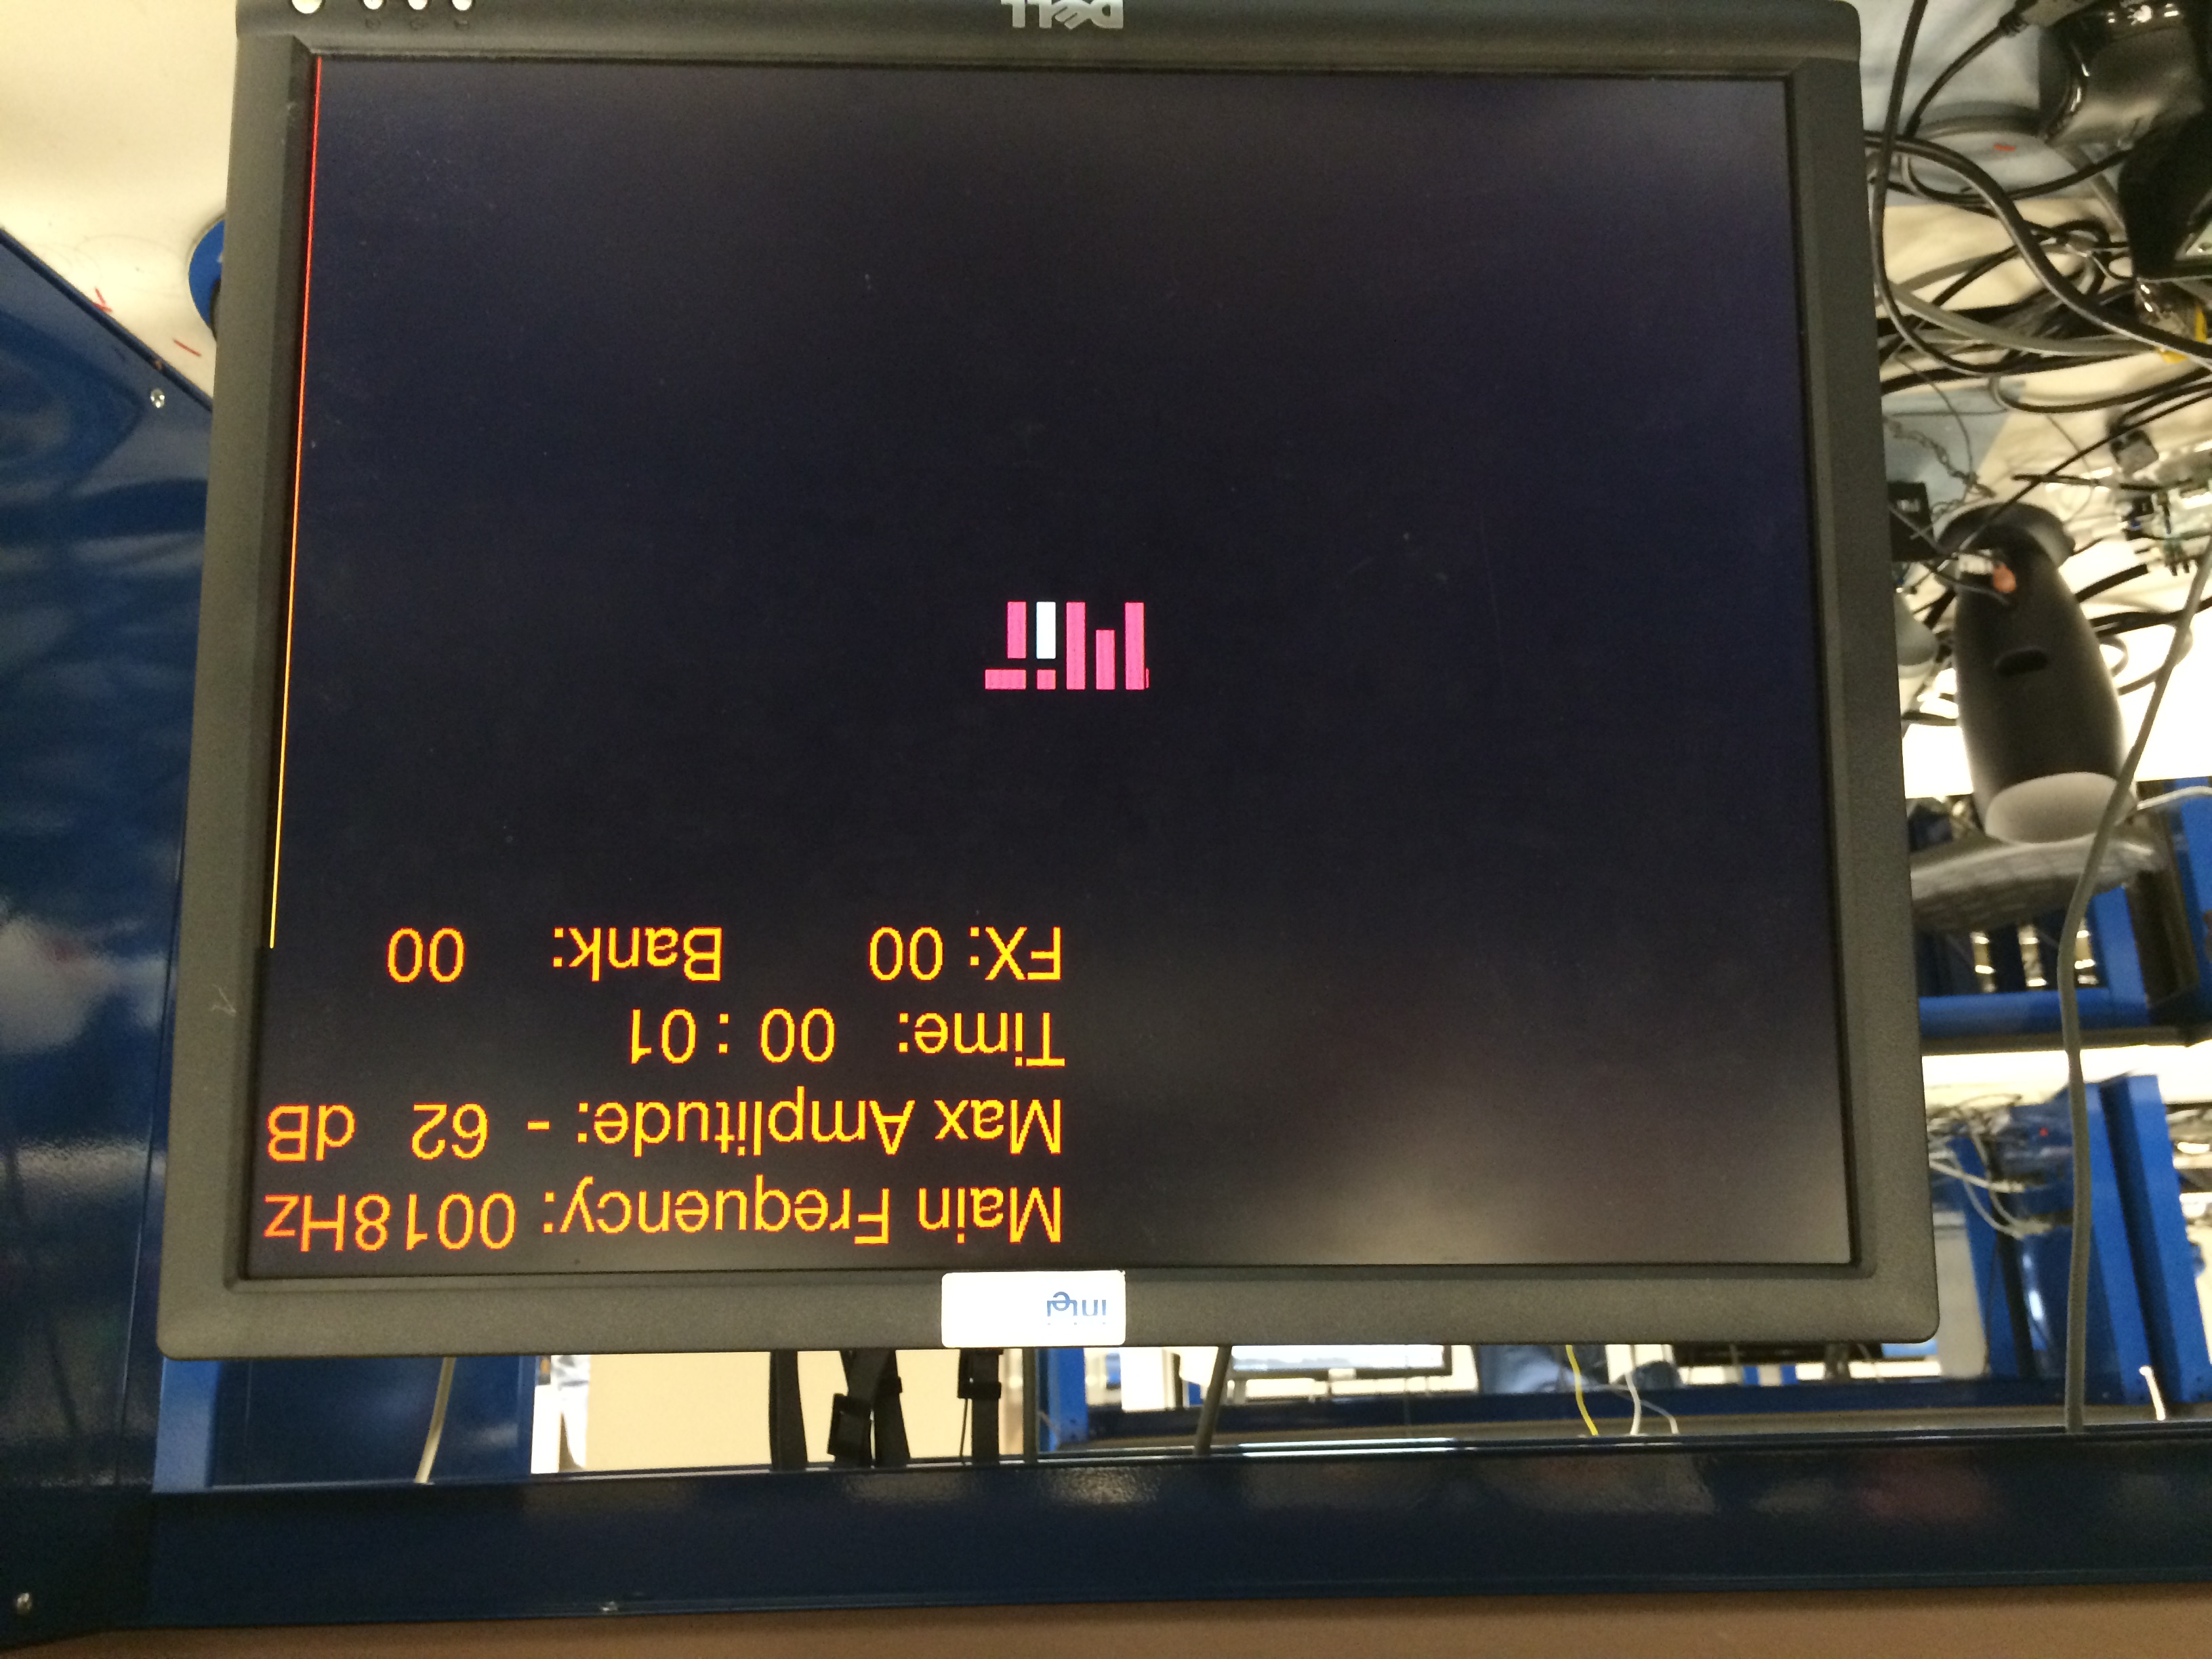 intel
Main Frequency: 0018Hz
Max Amplitude: - 62 dB
Time: 00 : 01
FX: 00 Bank: 00
MiT
DELL